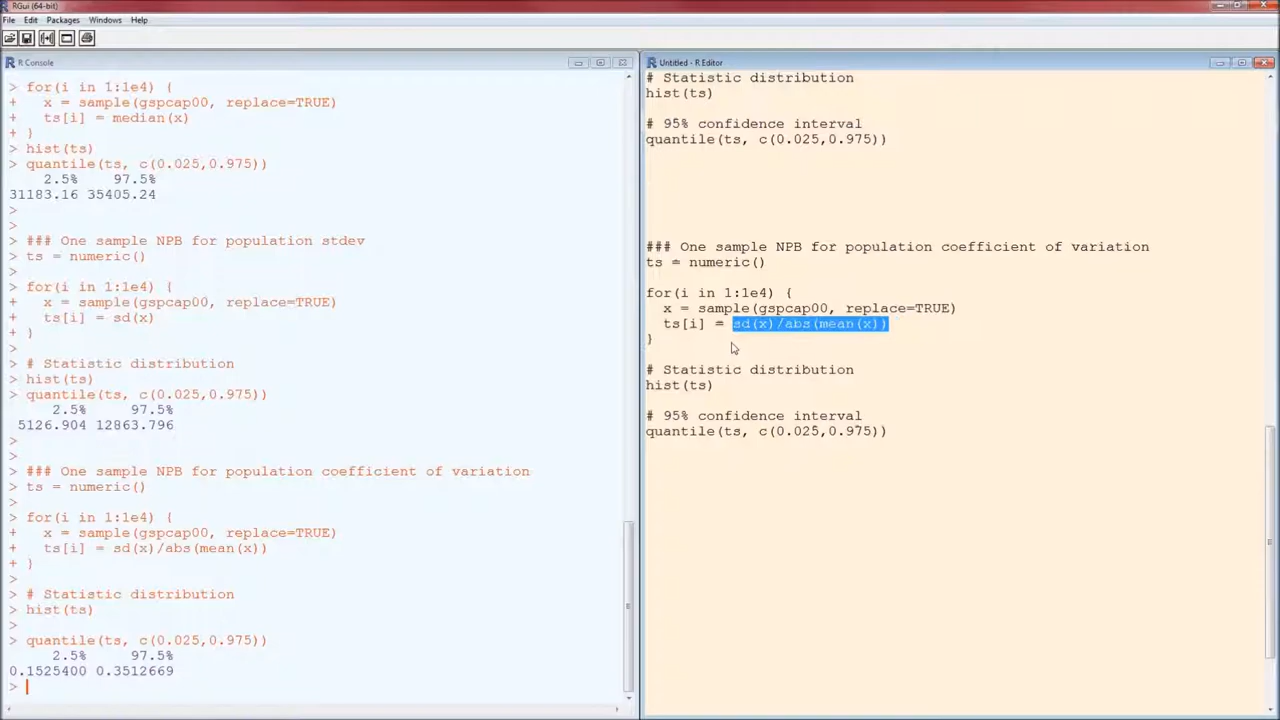 RGui (64-bit)
File Edit Packages Windows Help
R Console
> for(i in 1:1e4) {
+   x = sample(gspcap00, replace=TRUE)
+   ts[i] = median(x)
+ }
> hist(ts)
> quantile(ts, c(0.025,0.975))
    2.5%    97.5%
31183.16 35405.24
>
>
> ### One sample NPB for population stdev
> ts = numeric()
>
> for(i in 1:1e4) {
+   x = sample(gspcap00, replace=TRUE)
+   ts[i] = sd(x)
+ }
>
> # Statistic distribution
> hist(ts)
> quantile(ts, c(0.025,0.975))
     2.5%     97.5%
 5126.904 12863.796
>
>
> ### One sample NPB for population coefficient of variation
> ts = numeric()
>
> for(i in 1:1e4) {
+   x = sample(gspcap00, replace=TRUE)
+   ts[i] = sd(x)/abs(mean(x))
+ }
>
> # Statistic distribution
> hist(ts)
>
> quantile(ts, c(0.025,0.975))
     2.5%     97.5%
0.1525400 0.3512669
>
Untitled - R Editor
# Statistic distribution
hist(ts)
# 95% confidence interval
quantile(ts, c(0.025,0.975))
### One sample NPB for population coefficient of variation
ts = numeric()
for(i in 1:1e4) {
  x = sample(gspcap00, replace=TRUE)
  ts[i] = sd(x)/abs(mean(x))
}
# Statistic distribution
hist(ts)
# 95% confidence interval
quantile(ts, c(0.025,0.975))